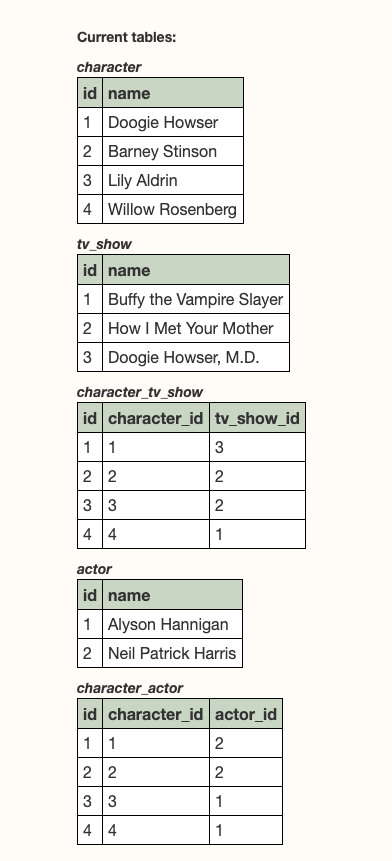 Current tables:
character
id name
1 Doogie Howser
2 Barney Stinson
3 Lily Aldrin
4 Willow Rosenberg
tv_show
id name
1 Buffy the Vampire Slayer
2 How I Met Your Mother
3 Doogie Howser, M.D.
character_tv_show
id character_id tv_show_id
1 1 3
2 2 2
3 3 2
4 4 1
actor
id name
1 Alyson Hannigan
2 Neil Patrick Harris
character_actor
id character_id actor_id
1 1 2
2 2 2
3 3 1
4 4 1